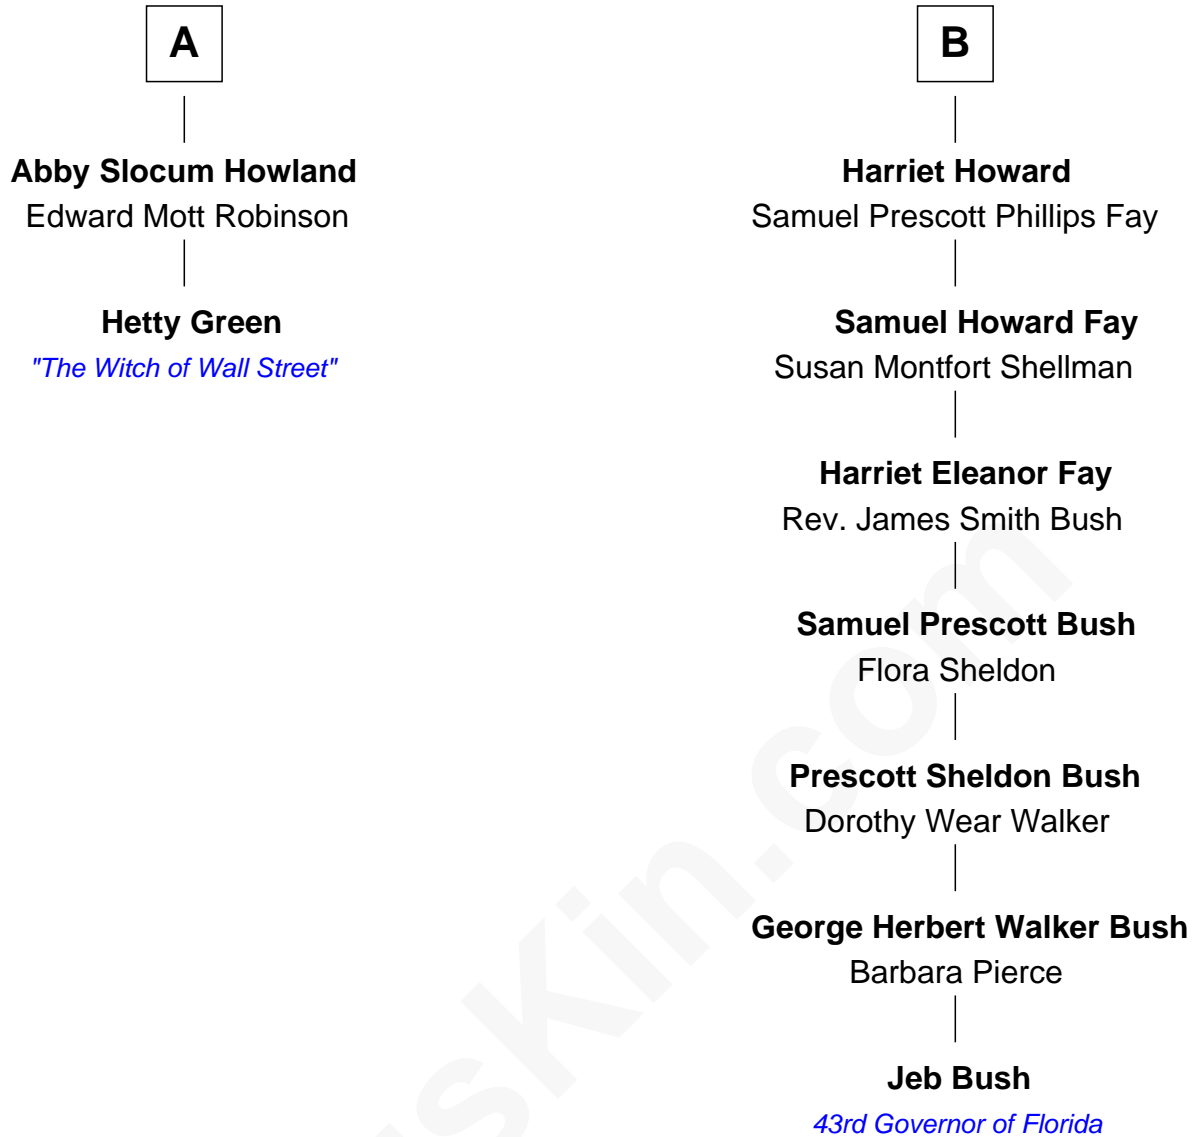 A
Abby Slocum Howland
Edward Mott Robinson
Hetty Green
"The Witch of Wall Street"
B
Harriet Howard
Samuel Prescott Phillips Fay
Samuel Howard Fay
Susan Montfort Shellman
Harriet Eleanor Fay
Rev. James Smith Bush
Samuel Prescott Bush
Flora Sheldon
Prescott Sheldon Bush
Dorothy Wear Walker
George Herbert Walker Bush
Barbara Pierce
Jeb Bush
43rd Governor of Florida